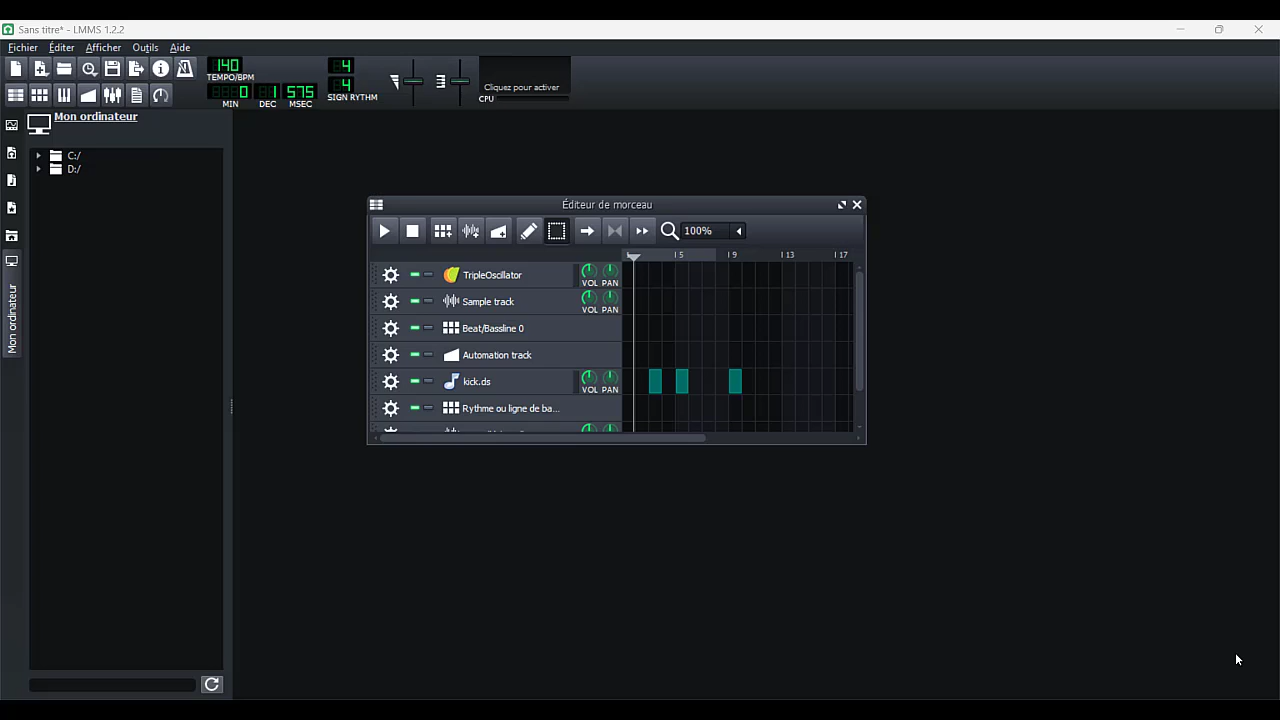 Sans titre* - LMMS 1.2.2
Fichier Éditer Afficher Outils Aide
140
TEMPO/BPM
0 1 575
MIN DEC MSEC
4
4
SIGN RYTHM
Cliquez pour activer
CPU
Mon ordinateur
C:/
D:/
Mon ordinateur
Éditeur de morceau
100%
5 9 13 17
TripleOscillator VOL PAN
Sample track VOL PAN
Beat/Bassline 0
Automation track
kick.ds VOL PAN
Rythme ou ligne de ba...